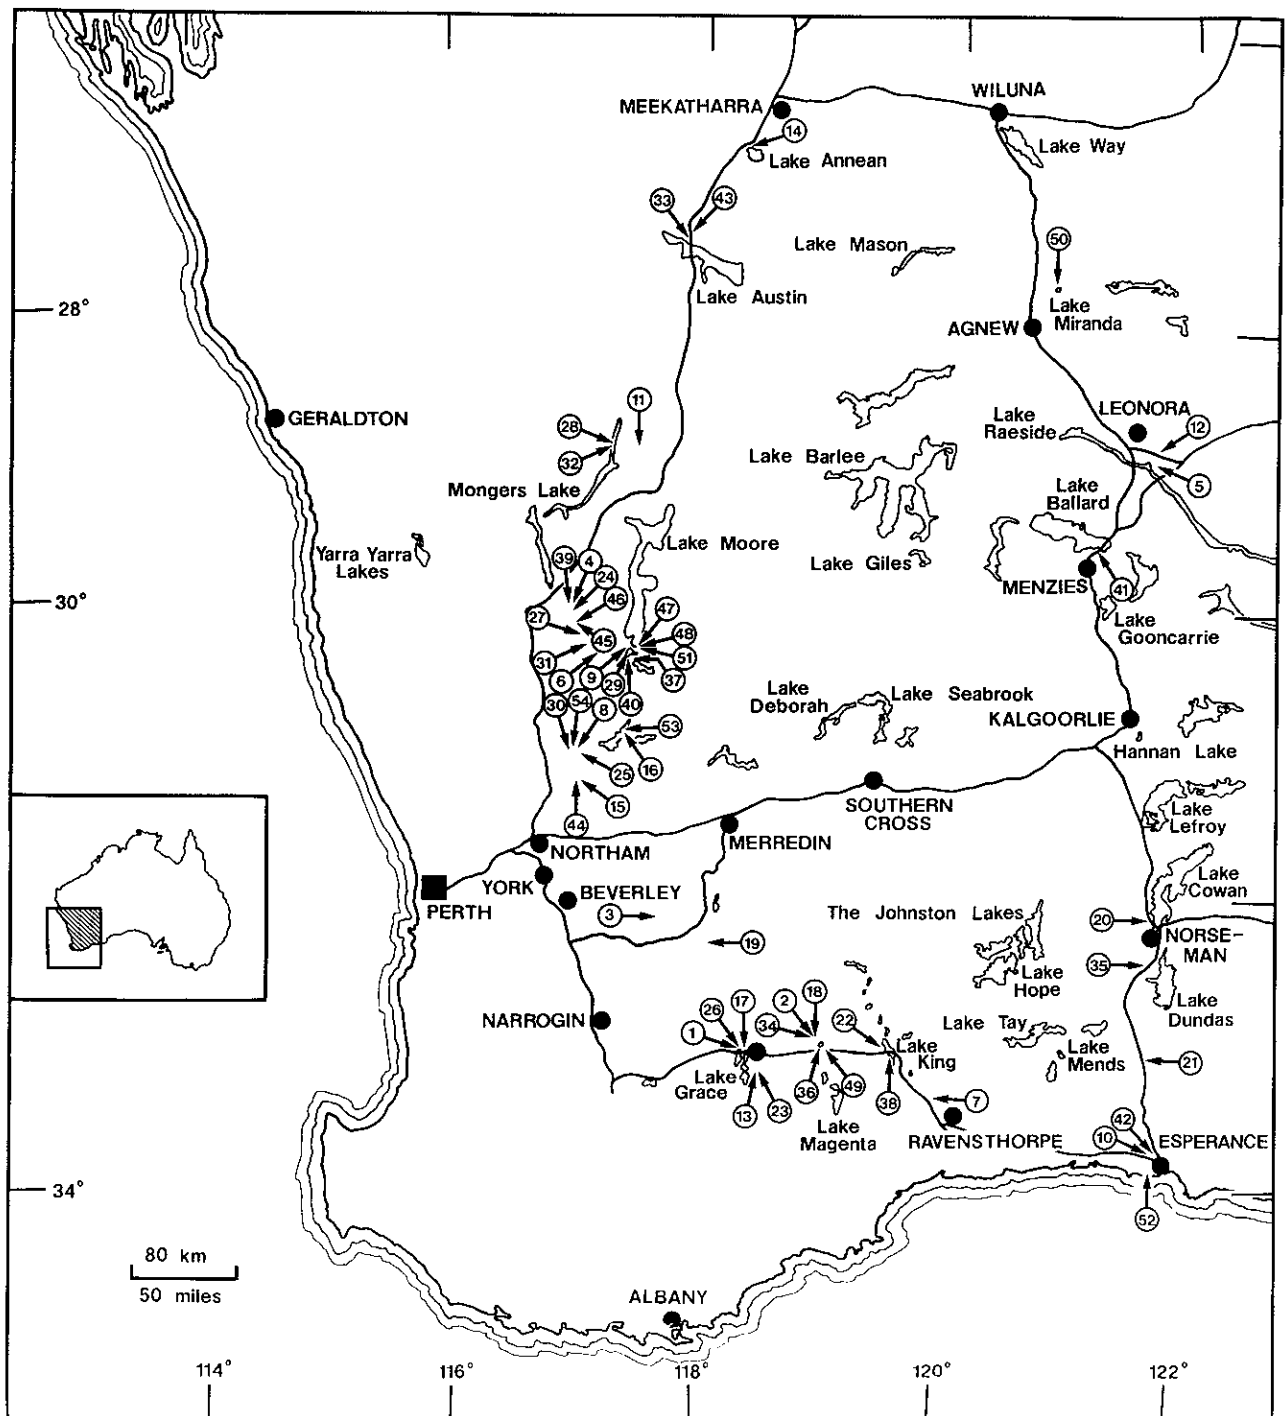 WILUNA
MEEKATHARRA
14
Lake Annean
Lake Way
33
43
Lake Mason
50
Lake Austin
28°
Lake
Miranda
AGNEW
11
GERALDTON
28
32
LEONORA
Lake
Raeside
12
5
Lake Barlee
Mongers Lake
Lake
Ballard
Lake Moore
Yarra Yarra
Lakes
39
4
24
46
Lake Giles
MENZIES
41
30°
27
45
47
48
51
37
Lake
Gooncarrie
31
6
9
29
40
30
54
8
53
16
25
15
44
Lake
Deborah
Lake Seabrook
KALGOORLIE
Hannan Lake
SOUTHERN
CROSS
Lake
Lefroy
MERREDIN
NORTHAM
YORK
BEVERLEY
PERTH
3
19
Lake
Cowan
The Johnston Lakes
20
NORSE-
MAN
35
Lake
Hope
Lake
Dundas
NARROGIN
1
26
17
2
18
34
22
Lake
King
Lake Tay
Lake
Mends
21
Lake
Grace
13
23
36
49
38
7
Lake
Magenta
RAVENSTHORPE
42
10
ESPERANCE
52
34°
80 km
50 miles
ALBANY
114°
116°
118°
120°
122°